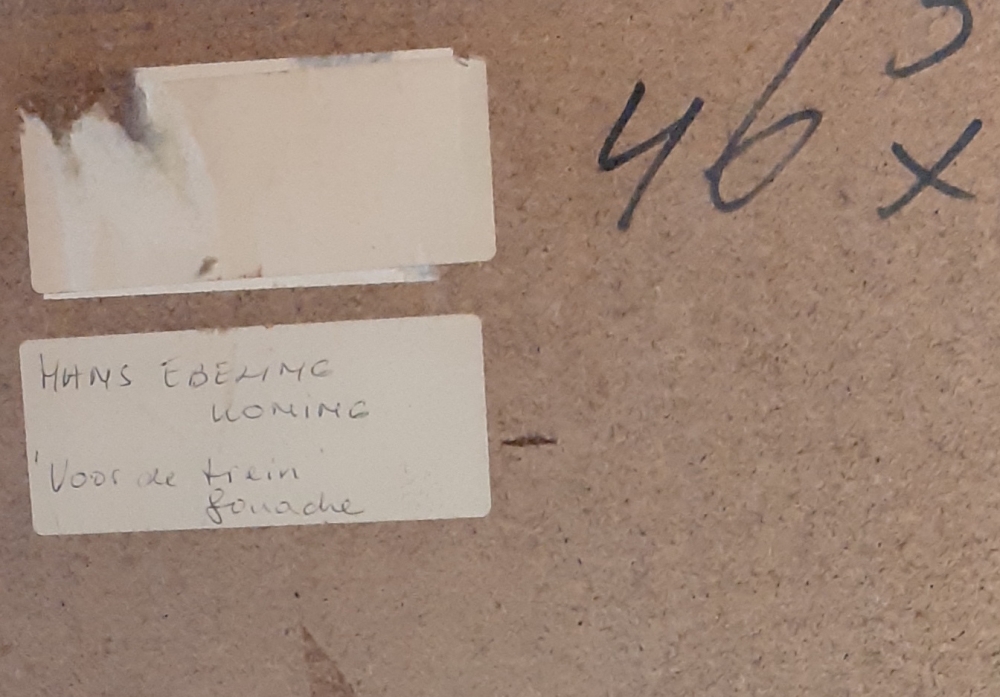 46 x
HANS EBELING
KONING
'Voor de trein'
gouache